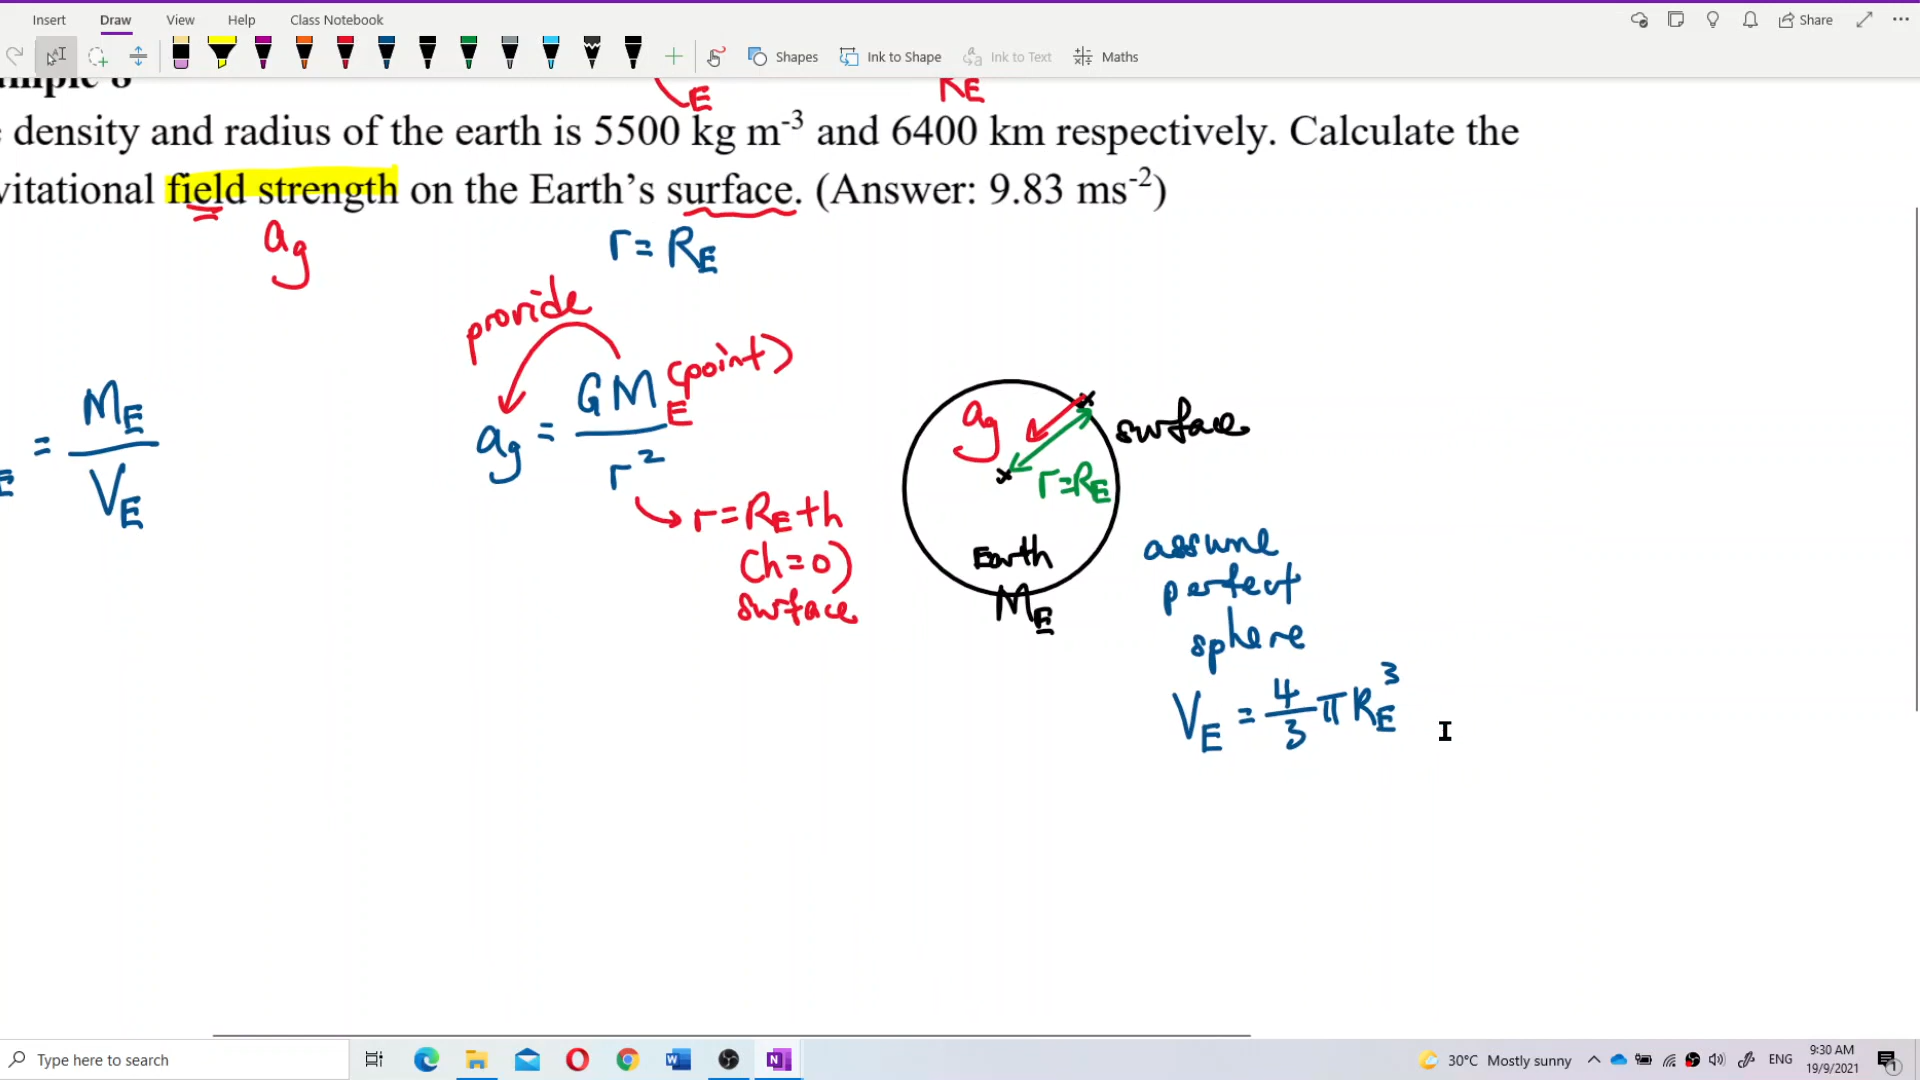 Insert Draw View Help Class Notebook Share
Shapes Ink to Shape Ink to Text Maths
E RE
density and radius of the earth is 5500 kg m-3 and 6400 km respectively. Calculate the
vitational field strength on the Earth's surface. (Answer: 9.83 ms-2)
ag
r = RE
provide
ag = GME / r²
(point)
= ME / VE
r = RE + h
(h = 0)
surface
ag
surface
r = RE
Earth
ME
assume
perfect
sphere
VE = 4/3 π RE³
Type here to search
30°C Mostly sunny
ENG
9:30 AM
19/9/2021
1